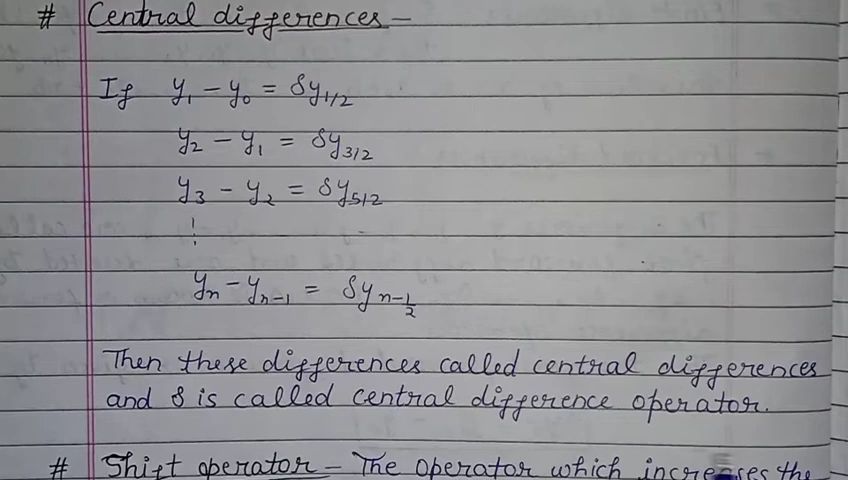 # Central differences –
If y₁ – y₀ = δy₁/₂
y₂ – y₁ = δy₃/₂
y₃ – y₂ = δy₅/₂
⋮
yₙ – yₙ₋₁ = δyₙ₋½
Then these differences called central differences
and δ is called central difference operator.
# Shift operator – The operator which increases the